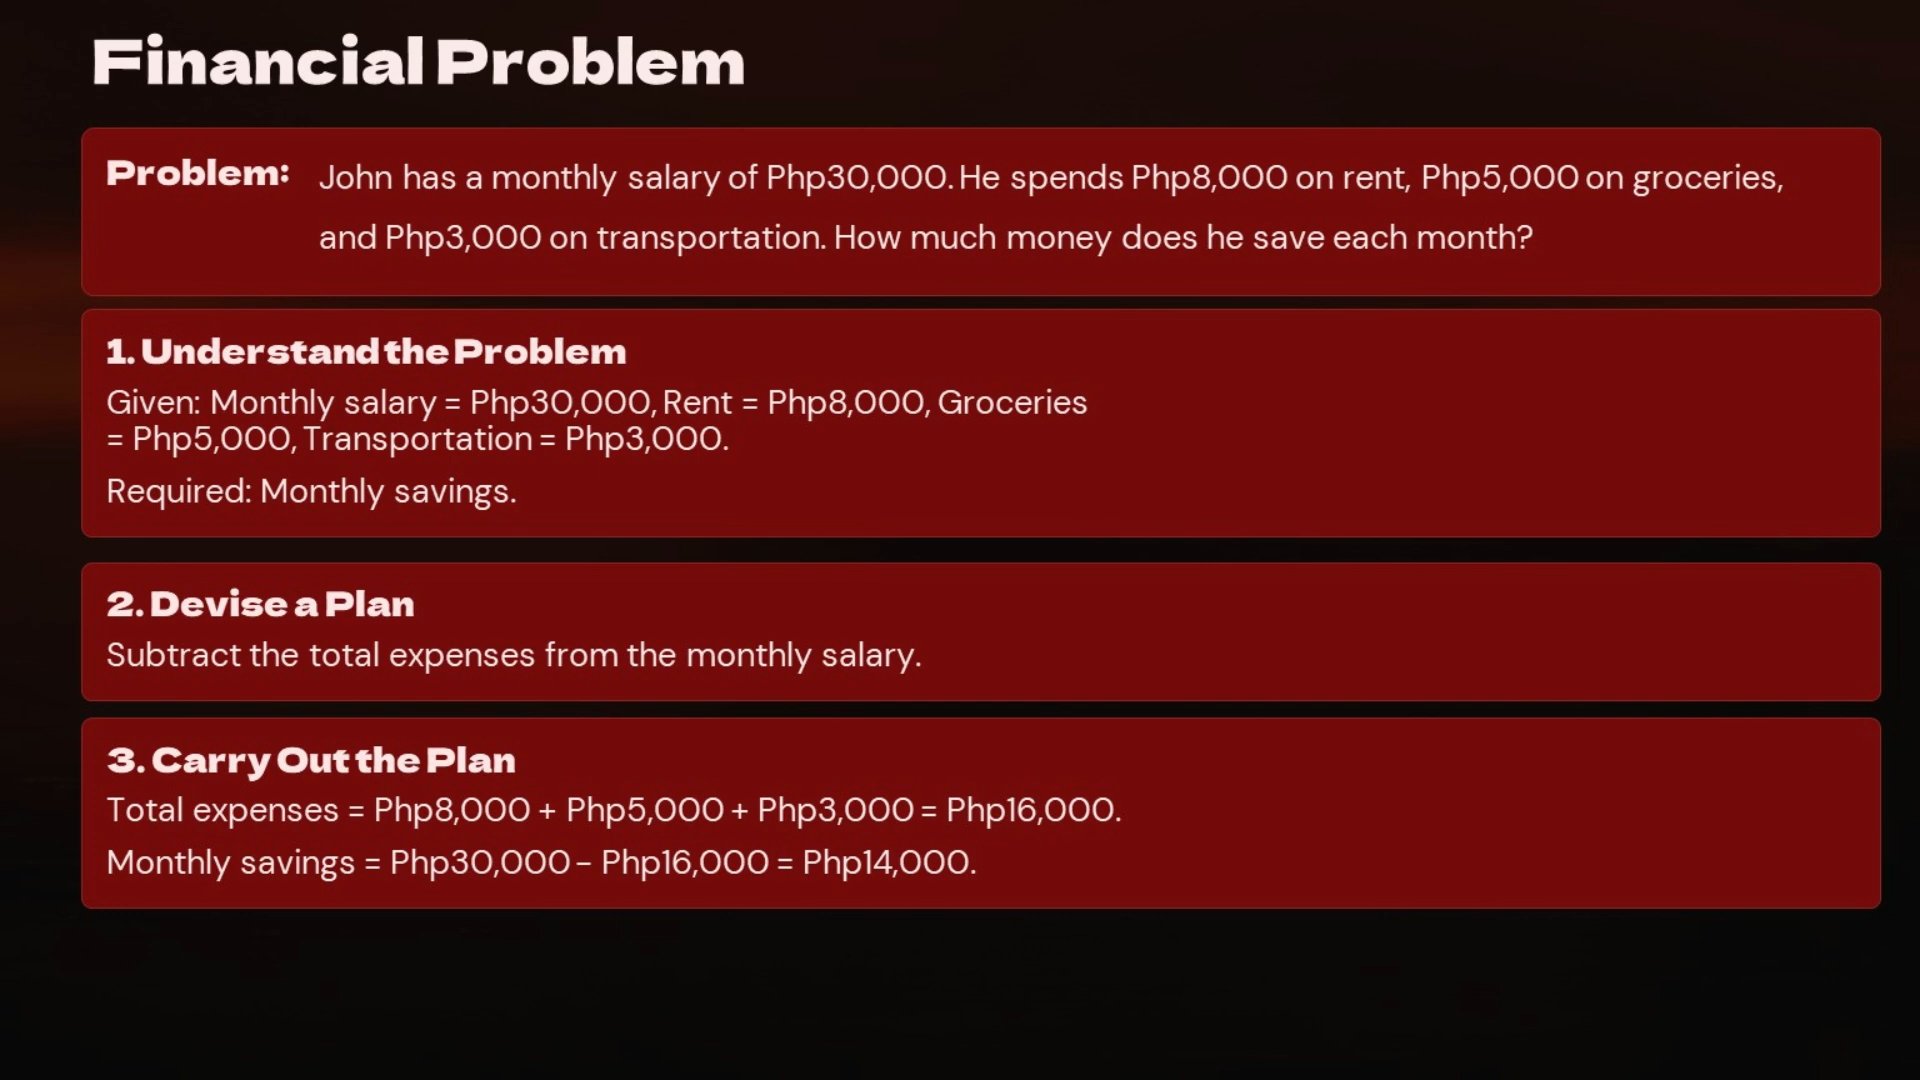 Financial Problem
Problem: John has a monthly salary of Php30,000. He spends Php8,000 on rent, Php5,000 on groceries,
and Php3,000 on transportation. How much money does he save each month?
1. Understand the Problem
Given: Monthly salary = Php30,000, Rent = Php8,000, Groceries
= Php5,000, Transportation = Php3,000.
Required: Monthly savings.
2. Devise a Plan
Subtract the total expenses from the monthly salary.
3. Carry Out the Plan
Total expenses = Php8,000 + Php5,000 + Php3,000 = Php16,000.
Monthly savings = Php30,000 – Php16,000 = Php14,000.